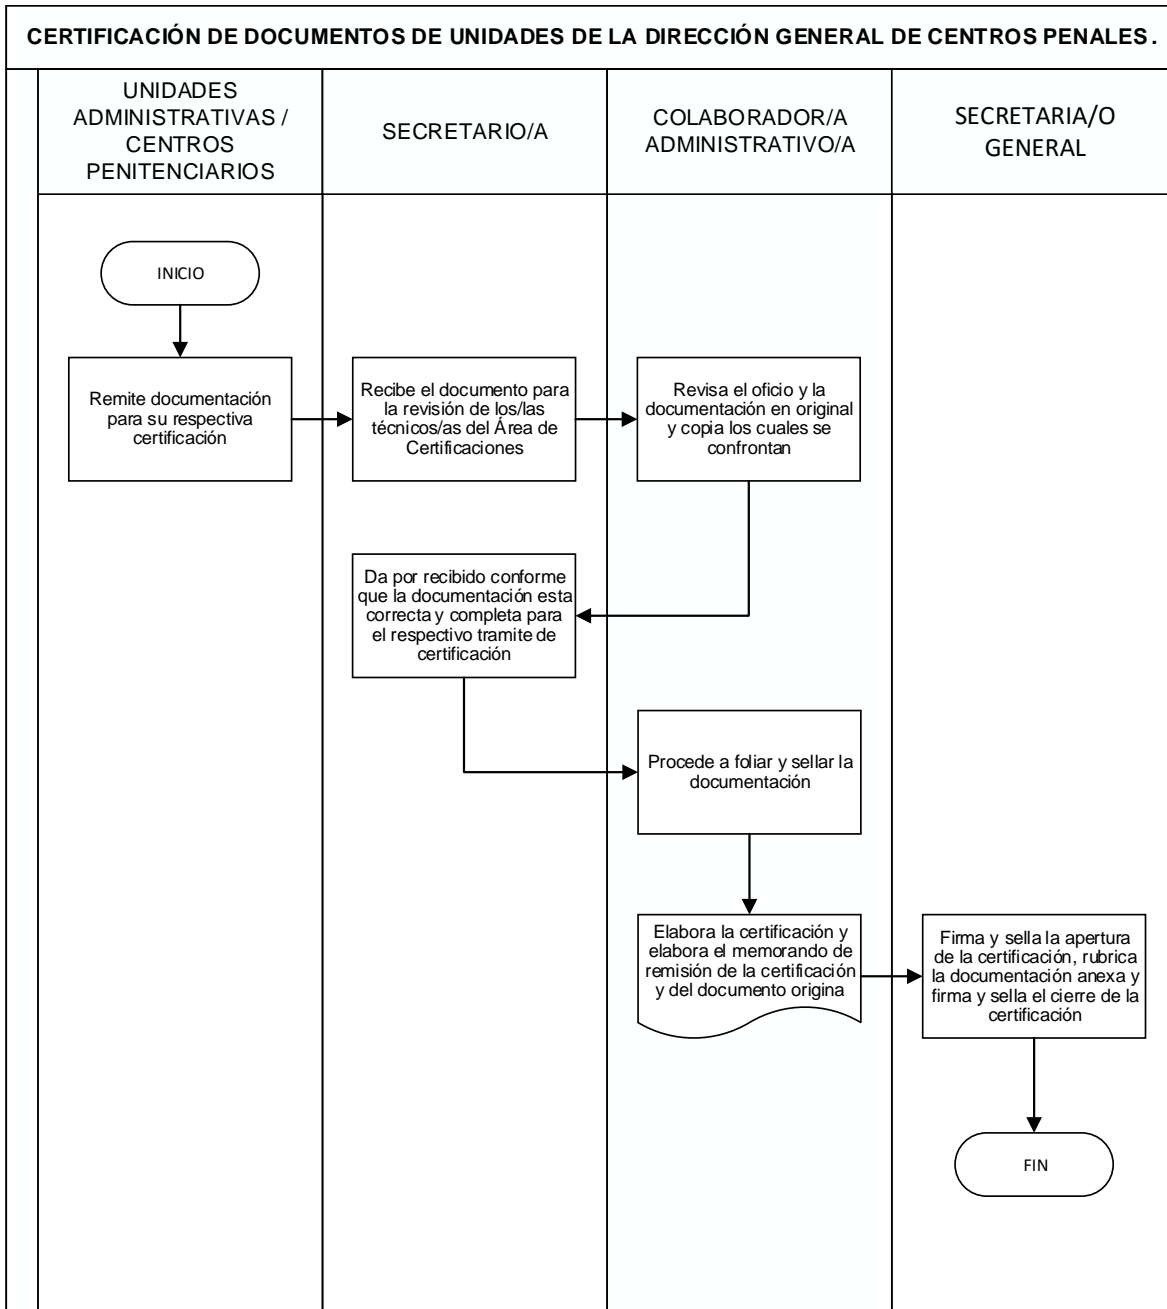 CERTIFICACIÓN DE DOCUMENTOS DE UNIDADES DE LA DIRECCIÓN GENERAL DE CENTROS PENALES.
UNIDADES
ADMINISTRATIVAS /
CENTROS
PENITENCIARIOS
SECRETARIO/A
COLABORADOR/A
ADMINISTRATIVO/A
SECRETARIA/O
GENERAL
INICIO
Remite documentación
para su respectiva
certificación
Recibe el documento para
la revisión de los/las
técnicos/as del Área de
Certificaciones
Revisa el oficio y la
documentación en original
y copia los cuales se
confrontan
Da por recibido conforme
que la documentación esta
correcta y completa para
el respectivo tramite de
certificación
Procede a foliar y sellar la
documentación
Elabora la certificación y
elabora el memorando de
remisión de la certificación
y del documento origina
Firma y sella la apertura
de la certificación, rubrica
la documentación anexa y
firma y sella el cierre de la
certificación
FIN